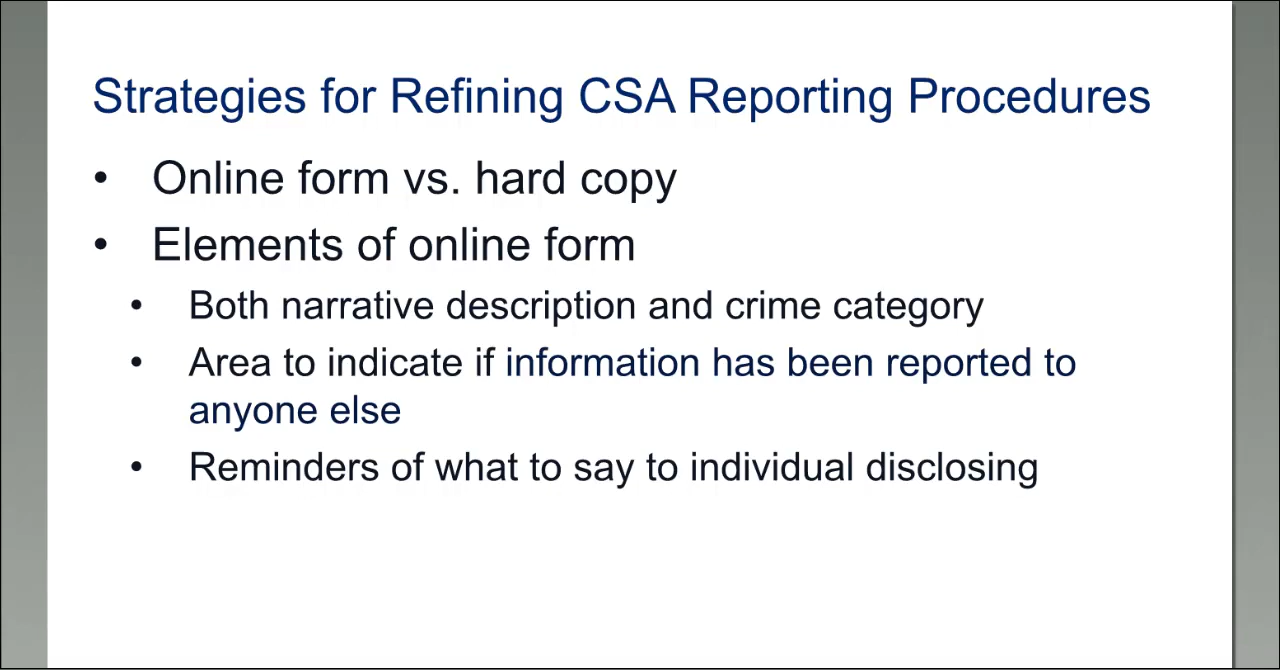 Strategies for Refining CSA Reporting Procedures
• Online form vs. hard copy
• Elements of online form
• Both narrative description and crime category
• Area to indicate if information has been reported to
anyone else
• Reminders of what to say to individual disclosing